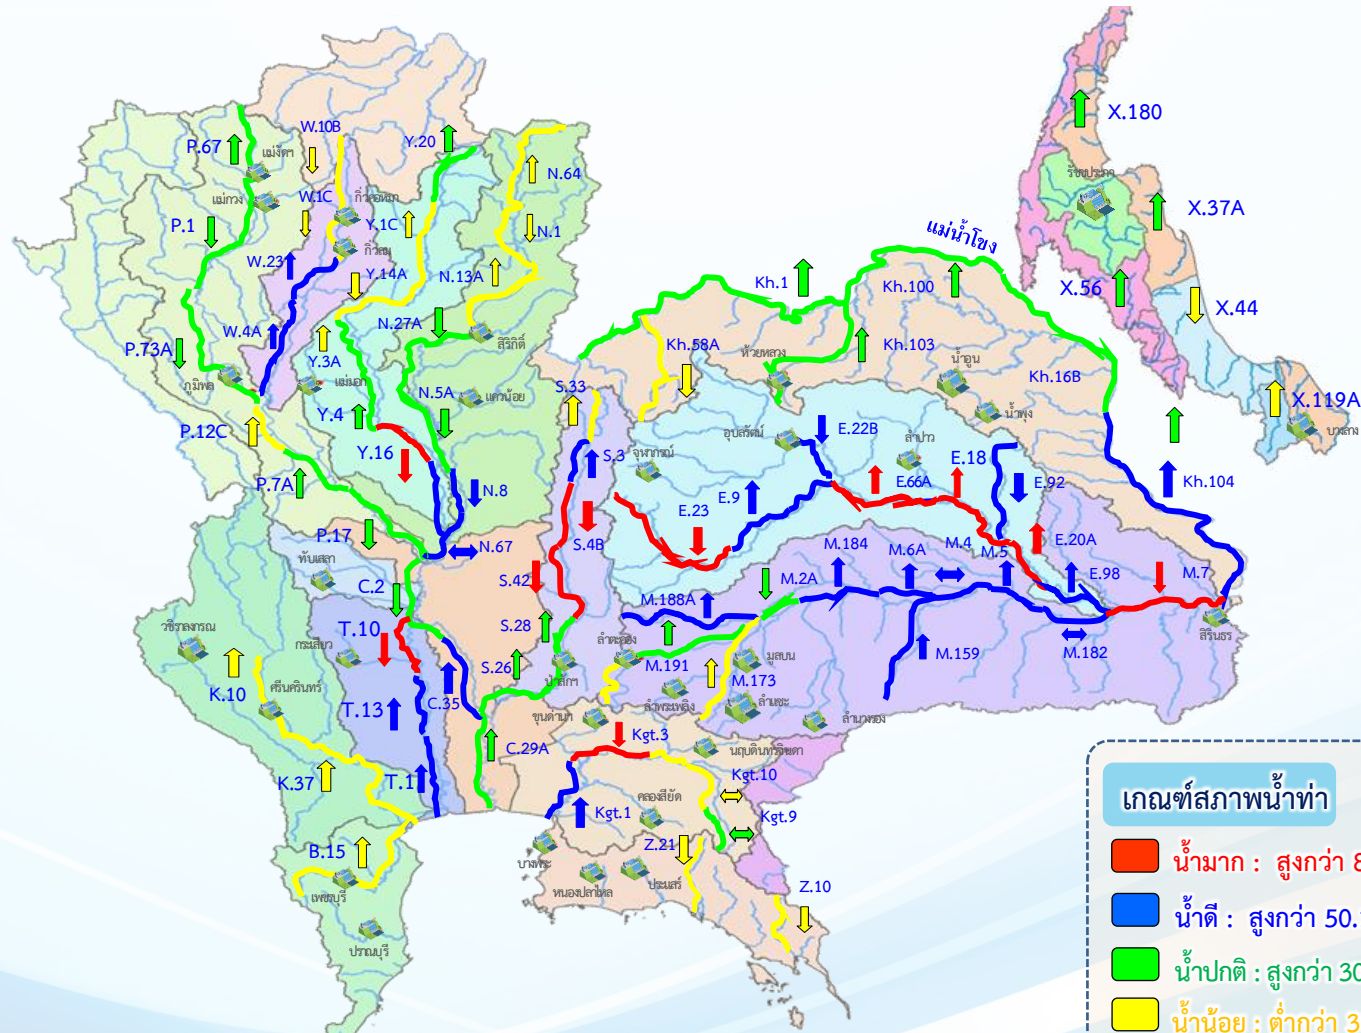 X.180
W.10B
Y.20
P.67
แม่งัดฯ
N.64
รัชชประภา
แม่กวง
W.1C
กิ่วคอหมา
X.37A
P.1
Y.1C
N.1
แม่น้ำโขง
กิ่วลม
W.23
Y.14A
N.13A
Kh.1
Kh.100
X.56
X.44
N.27A
W.4A
สิริกิติ์
P.73A
Y.3A
Kh.58A
ห้วยหลวง
Kh.103
น้ำอูน
Kh.16B
ภูมิพล
แม่มอก
S.33
N.5A
แควน้อย
X.119A
Y.4
น้ำพุง
P.12C
อุบลรัตน์
E.22B
ลำปาว
บางลาง
Y.16
S.3
จุฬาภรณ์
E.18
P.7A
N.8
E.9
E.66A
E.92
Kh.104
E.23
P.17
S.4B
M.184
M.6A
M.4
M.5
E.20A
N.67
ทับเสลา
S.42
M.2A
E.98
M.7
C.2
M.188A
วชิราลงกรณ
T.10
S.28
ลำตะคอง
สิรินธร
กระเสียว
ป่าสักฯ
M.191
มูลบน
M.159
M.182
S.26
M.173
K.10
ศรีนครินทร์
C.35
ลำพระเพลิง
ลำแชะ
T.13
ขุนด่านฯ
ลำนางรอง
Kgt.3
C.29A
นฤบดินทรจินดา
K.37
T.1
Kgt.10
คลองสียัด
Kgt.1
Kgt.9
Z.21
B.15
บางพระ
หนองปลาไหล
ประแสร์
Z.10
เพชรบุรี
ปราณบุรี
เกณฑ์สภาพน้ำท่า
น้ำมาก : สูงกว่า 8
น้ำดี : สูงกว่า 50.
น้ำปกติ : สูงกว่า 30
น้ำน้อย : ต่ำกว่า 3